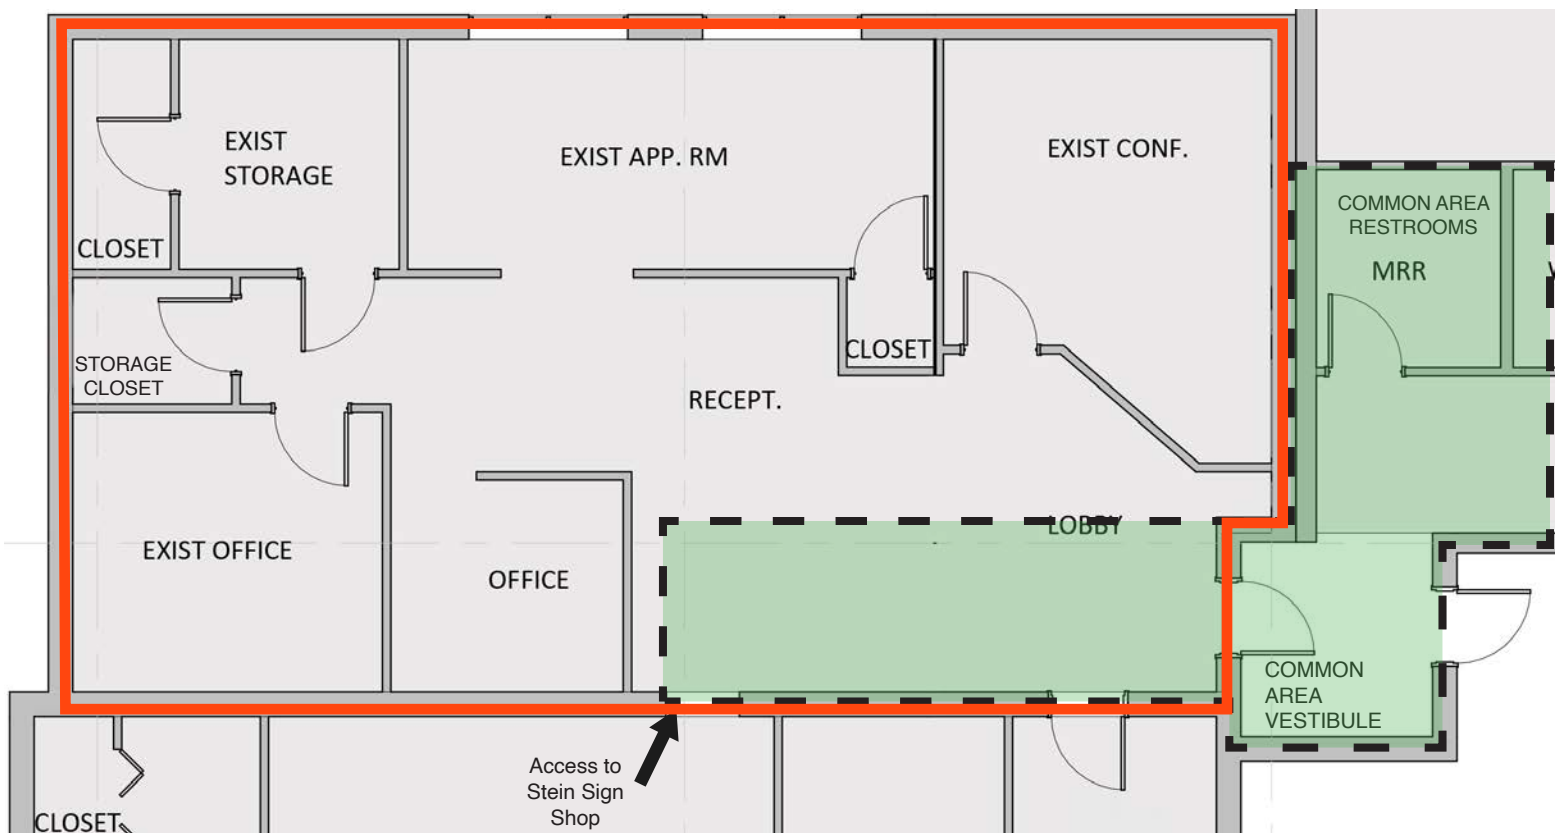 EXIST
STORAGE
EXIST APP. RM
EXIST CONF.
COMMON AREA
RESTROOMS
MRR
CLOSET
STORAGE
CLOSET
CLOSET
RECEPT.
LOBBY
EXIST OFFICE
OFFICE
COMMON
AREA
VESTIBULE
Access to
Stein Sign
Shop
CLOSET